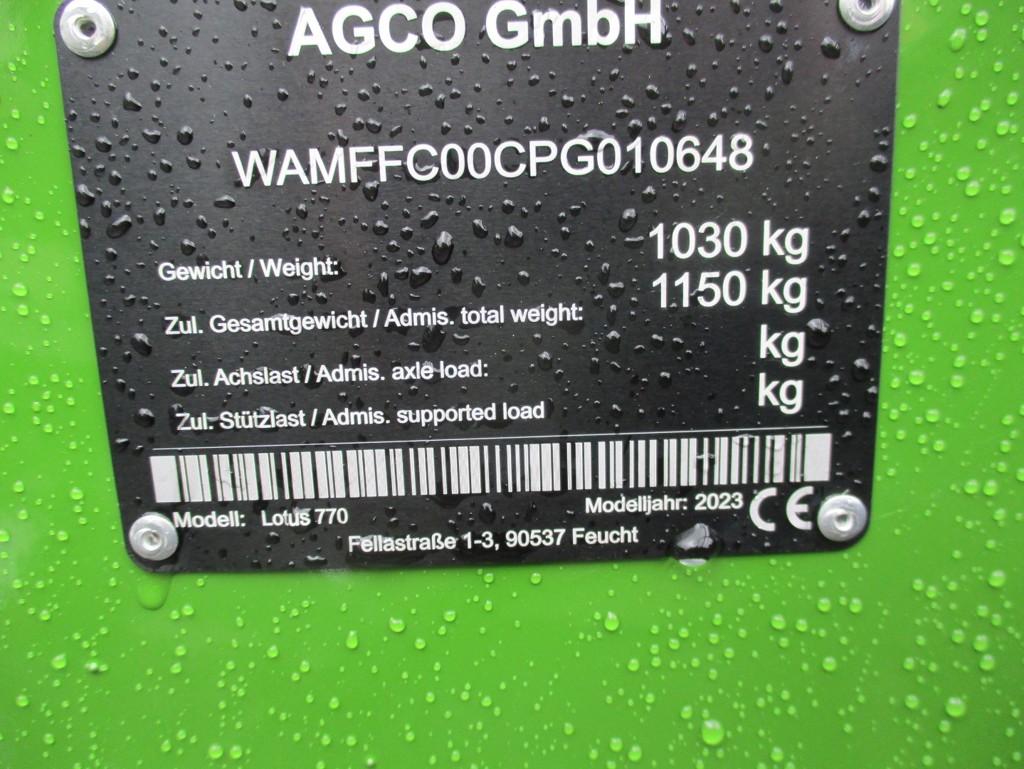 AGCO GmbH
WAMFFC00CPG010648
Gewicht / Weight: 1030 kg
Zul. Gesamtgewicht / Admis. total weight: 1150 kg
Zul. Achslast / Admis. axle load: kg
Zul. Stützlast / Admis. supported load kg
Modell: Lotus 770 Modelljahr: 2023 CE
Fellastraße 1-3, 90537 Feucht